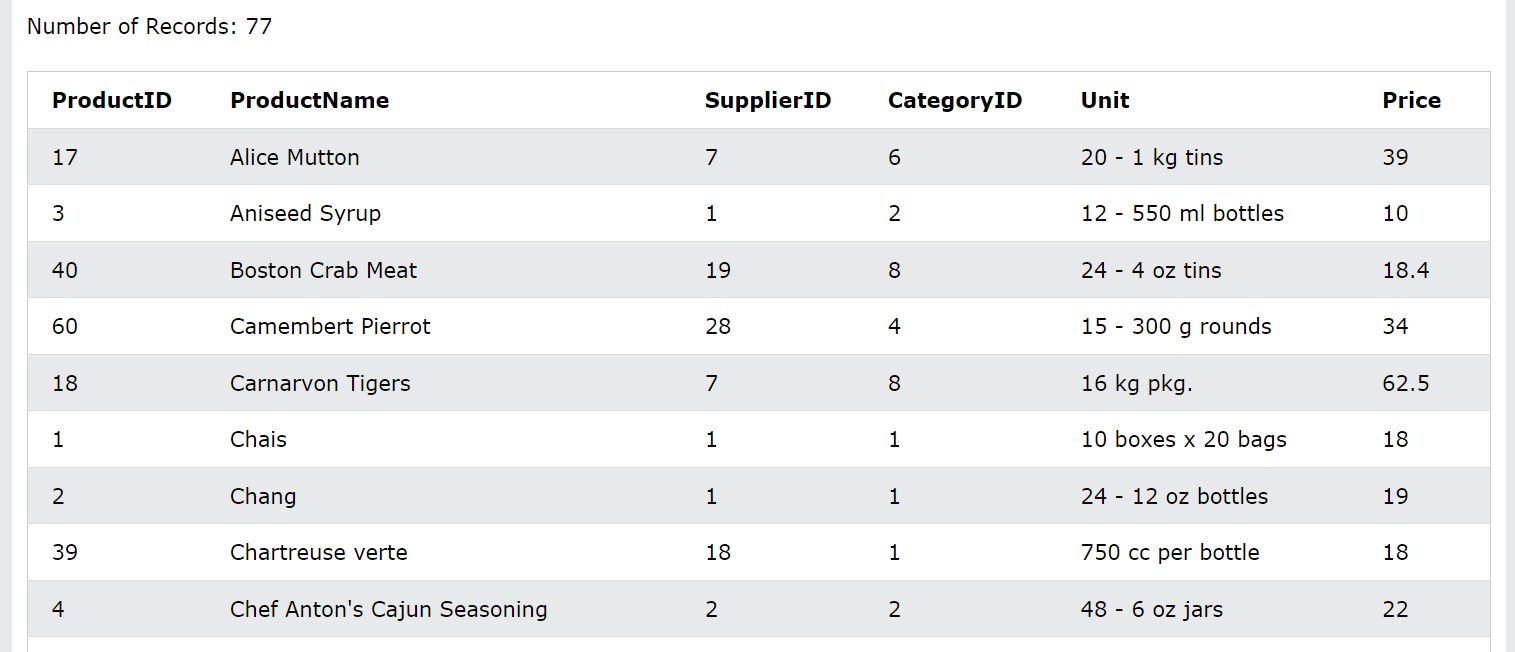 Number of Records: 77
ProductID ProductName SupplierID CategoryID Unit Price
17 Alice Mutton 7 6 20 - 1 kg tins 39
3 Aniseed Syrup 1 2 12 - 550 ml bottles 10
40 Boston Crab Meat 19 8 24 - 4 oz tins 18.4
60 Camembert Pierrot 28 4 15 - 300 g rounds 34
18 Carnarvon Tigers 7 8 16 kg pkg. 62.5
1 Chais 1 1 10 boxes x 20 bags 18
2 Chang 1 1 24 - 12 oz bottles 19
39 Chartreuse verte 18 1 750 cc per bottle 18
4 Chef Anton's Cajun Seasoning 2 2 48 - 6 oz jars 22